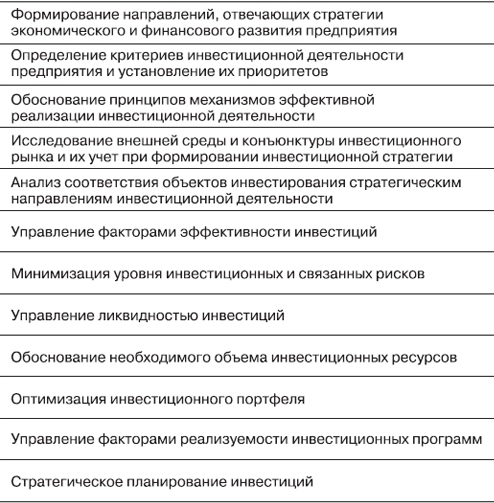 Формирование направлений, отвечающих стратегии
экономического и финансового развития предприятия
Определение критериев инвестиционной деятельности
предприятия и установление их приоритетов
Обоснование принципов механизмов эффективной
реализации инвестиционной деятельности
Исследование внешней среды и конъюнктуры инвестиционного
рынка и их учет при формировании инвестиционной стратегии
Анализ соответствия объектов инвестирования стратегическим
направлениям инвестиционной деятельности
Управление факторами эффективности инвестиций
Минимизация уровня инвестиционных и связанных рисков
Управление ликвидностью инвестиций
Обоснование необходимого объема инвестиционных ресурсов
Оптимизация инвестиционного портфеля
Управление факторами реализуемости инвестиционных программ
Стратегическое планирование инвестиций